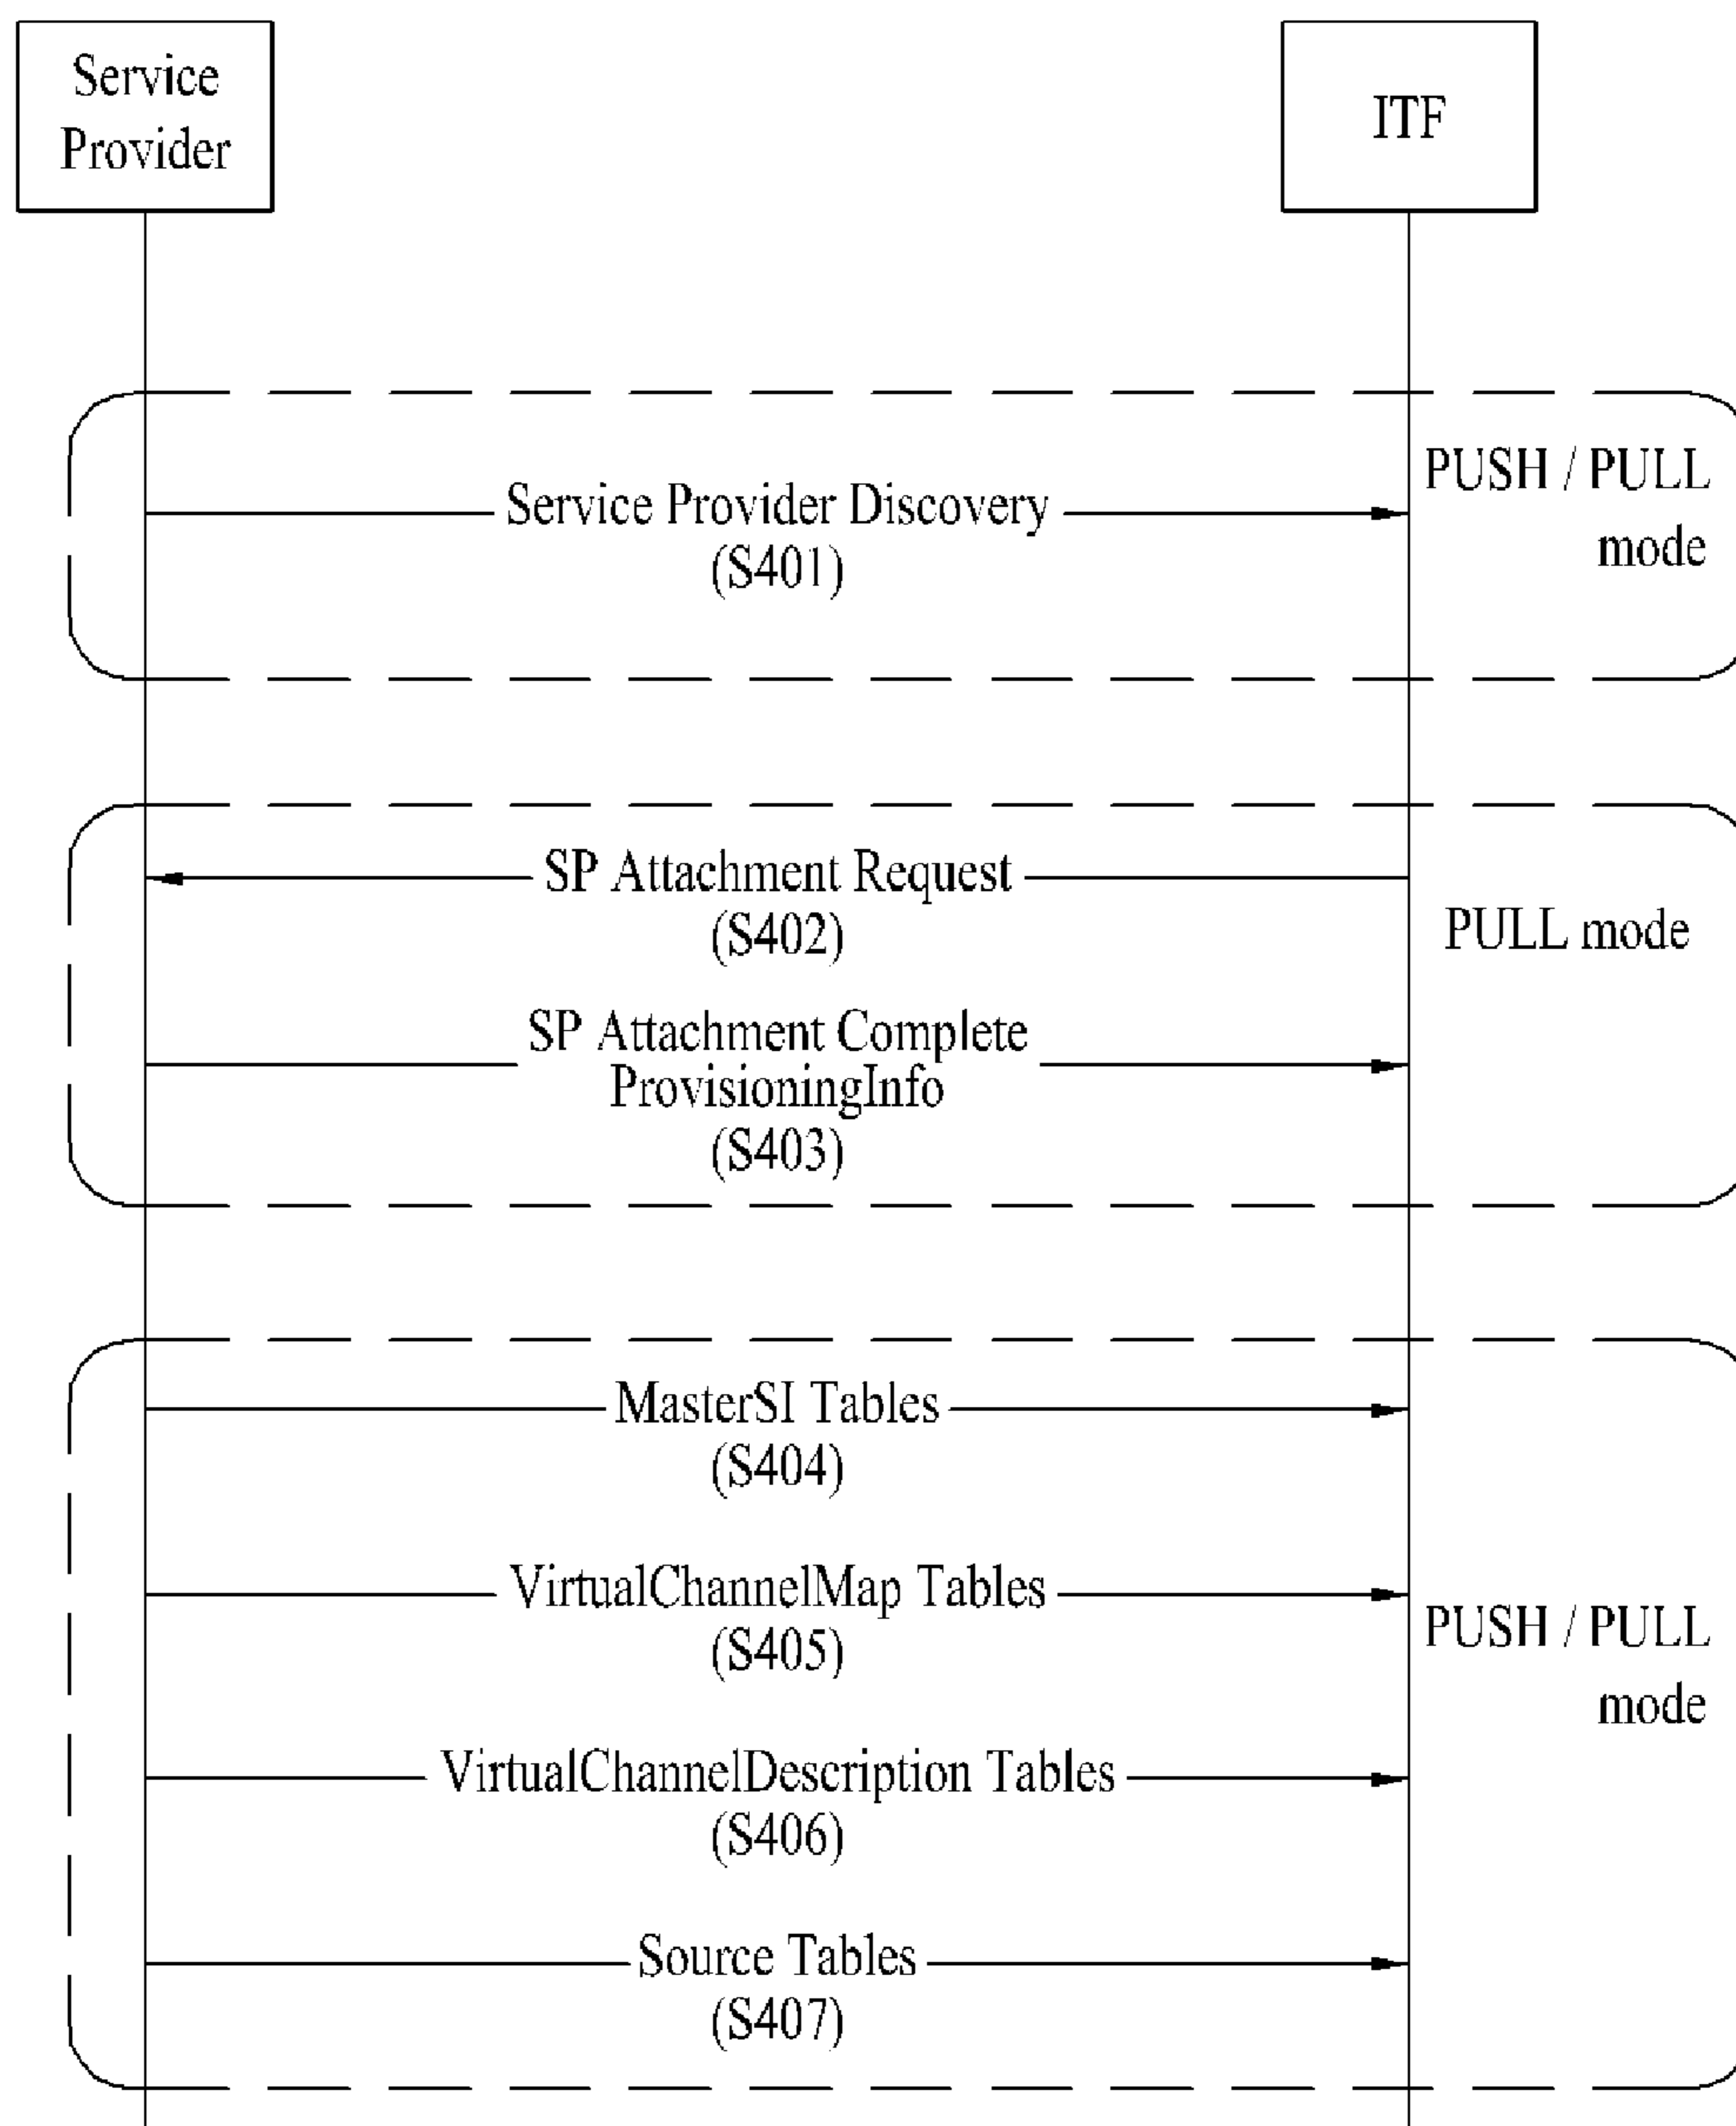 Service
Provider
ITF
PUSH / PULL
mode
Service Provider Discovery
(S401)
SP Attachment Request
(S402)
PULL mode
SP Attachment Complete
ProvisioningInfo
(S403)
MasterSI Tables
(S404)
VirtualChannelMap Tables
(S405)
PUSH / PULL
mode
VirtualChannelDescription Tables
(S406)
Source Tables
(S407)